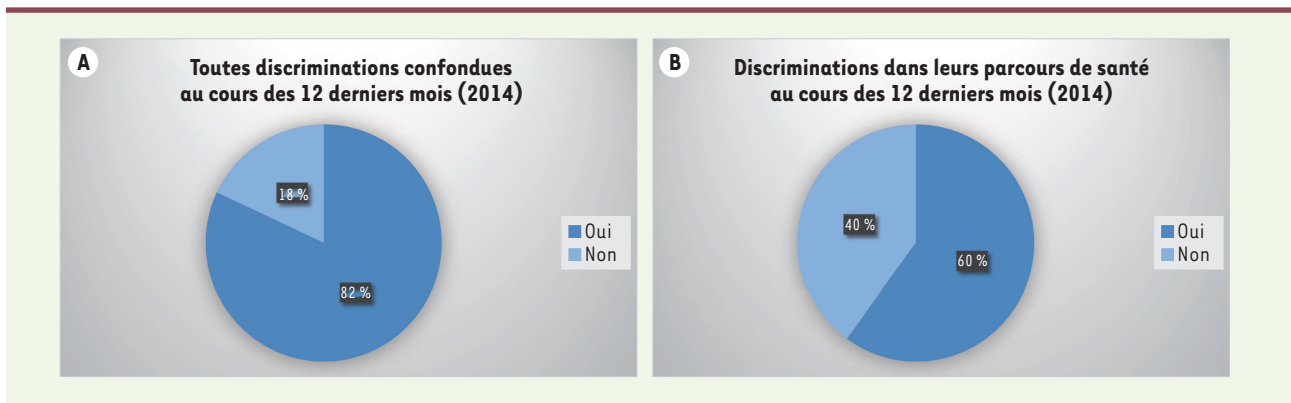 A
Toutes discriminations confondues
au cours des 12 derniers mois (2014)
18 %
82 %
Oui
Non
B
Discriminations dans leurs parcours de santé
au cours des 12 derniers mois (2014)
40 %
60 %
Oui
Non